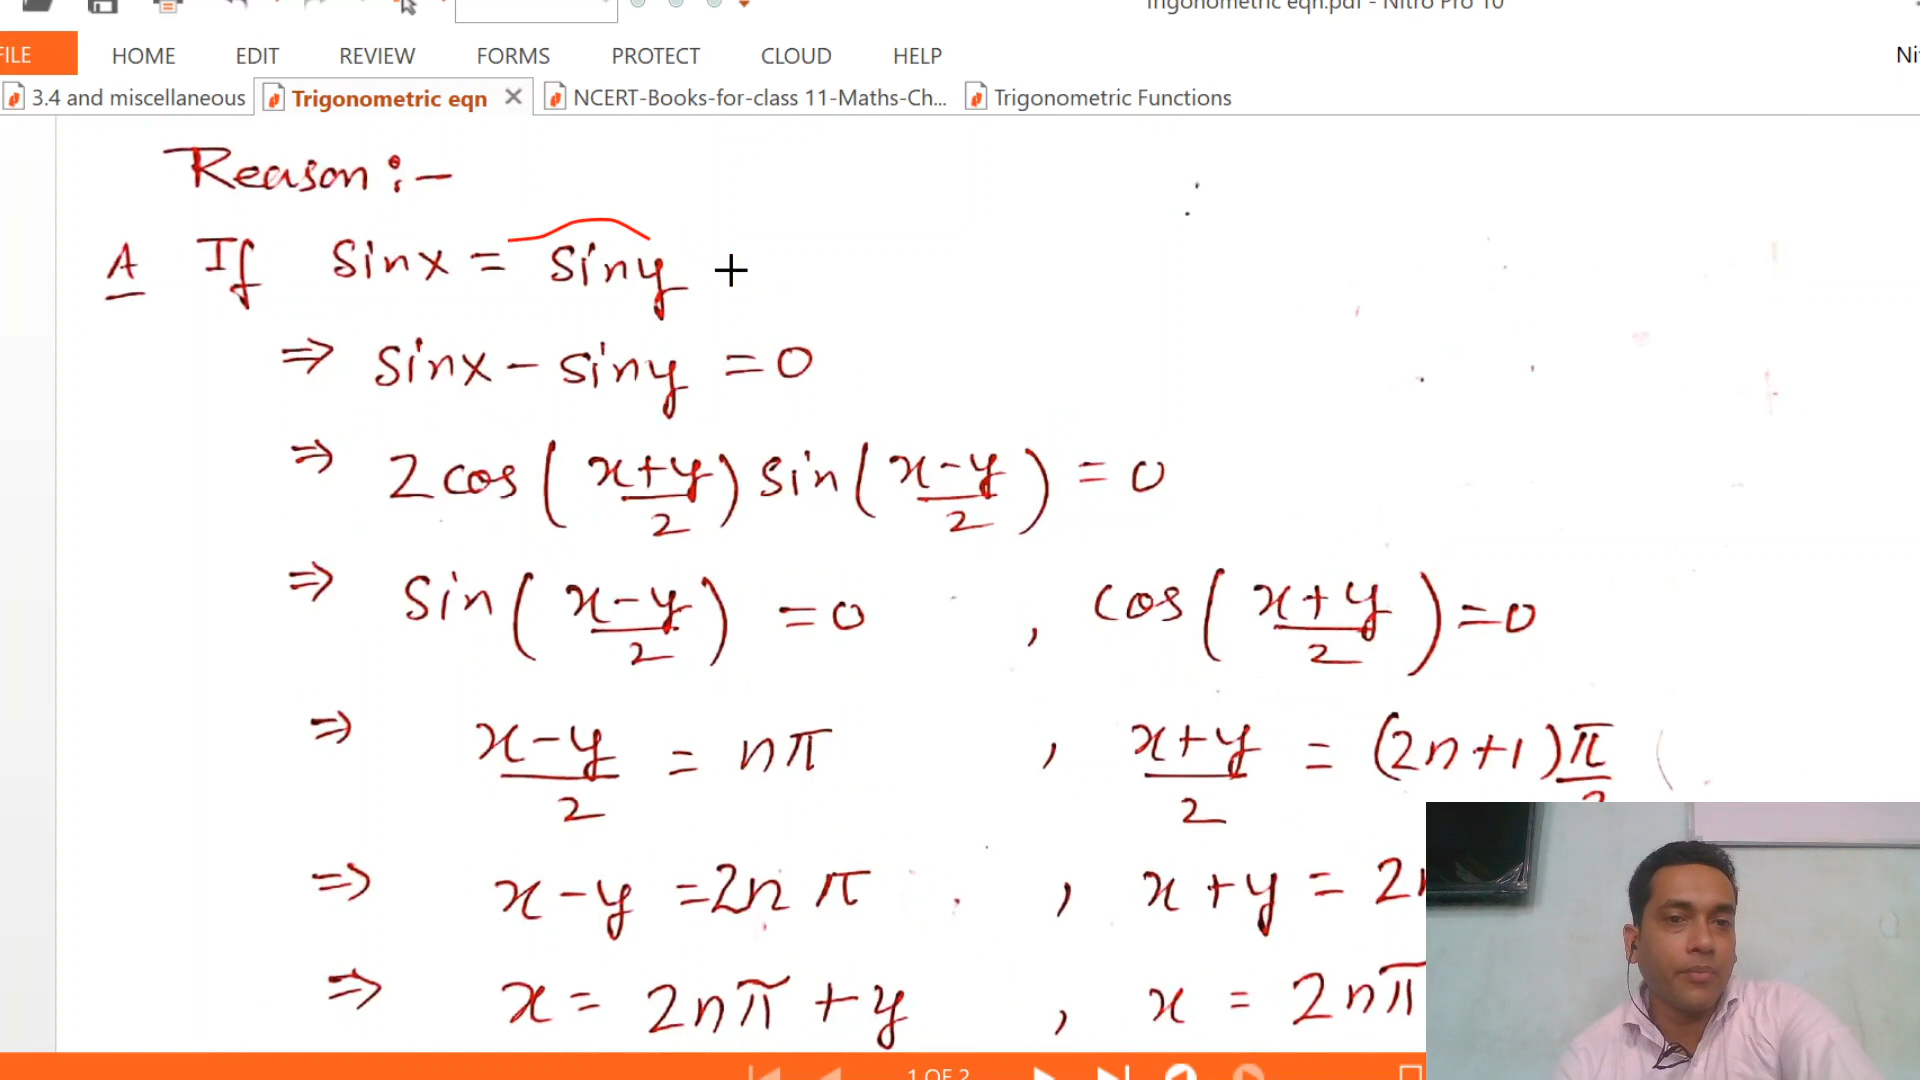 Trigonometric eqn.pdf - Nitro Pro 10
FILE HOME EDIT REVIEW FORMS PROTECT CLOUD HELP
3.4 and miscellaneous Trigonometric eqn × NCERT-Books-for-class 11-Maths-Ch... Trigonometric Functions
Reason :-
A If sinx = siny
⇒ sinx - siny = 0
⇒ 2 cos(x+y/2) sin(x-y/2) = 0
⇒ sin(x-y/2) = 0 , cos(x+y/2) = 0
⇒ x-y/2 = nπ , x+y/2 = (2n+1)π/2
⇒ x-y = 2nπ , x+y = 2n
⇒ x = 2nπ + y , x = 2nπ
1 OF 2